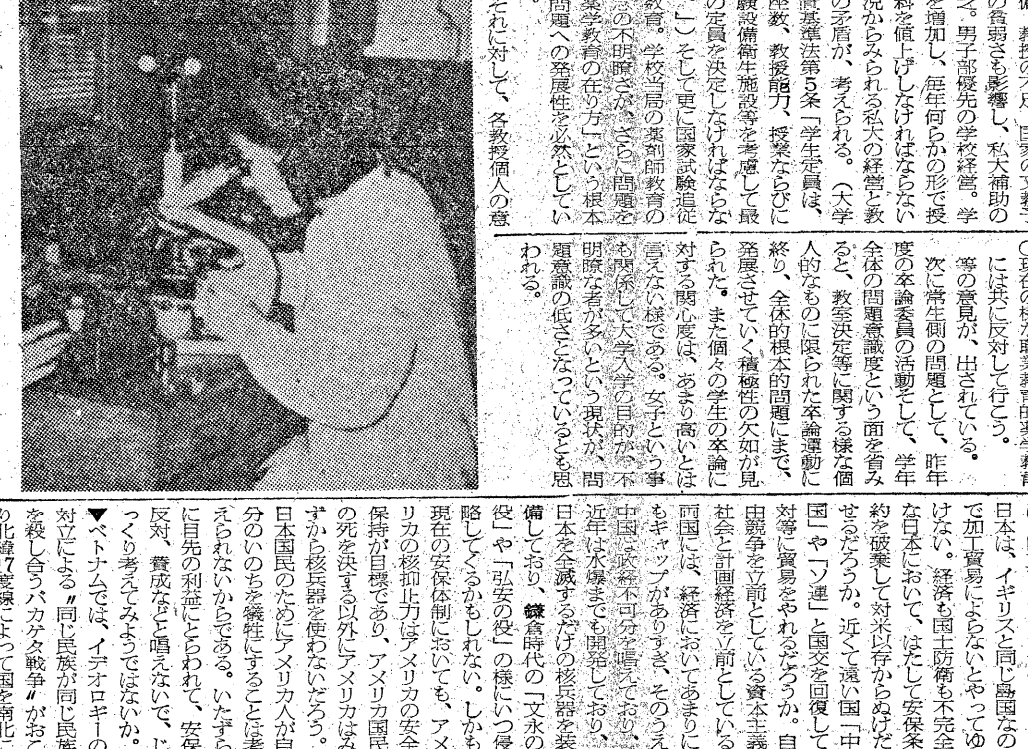 の貧弱さも影響し、私大補助の
男子部優先の学校経営。学
を増加し、毎年何らかの形で授
料を値上げしなければならない
況からみられる私大の経営と教
の矛盾が、考えられる。(大学
基準法第5条「学生定員は、
座数、教授能力、授業ならびに
験設備衛生施設等を考慮して最
の定員を決定しなければならな
」)そして更に国家試験追従
教育。学校当局の薬剤師教育の
念の不明瞭さが、さらに問題を
薬学教育の在り方」という根本
問題への発展性を必然としてい
それに対して、各教授個人の意
には共に反対して行こう。
等の意見が、出されている。
次に常生側の問題として、昨年
度の卒論委員の活動そして、学年
全体の問題意識度という面を省み
ると、教室決定等に関する様な個
人的なものに限られた卒論運動に
終り、全体的根本的問題にまで、
発展させていく積極性の欠如が見
られた。また個々の学生の卒論に
対する関心度は、あまり高いとは
言えない様である。女子という事
も関係して大学入学の目的が、不
明瞭な者が多いという現状が、問
題意識の低さとなっているとも思
われる。
日本は、イギリスと同じ島国なの
で加工貿易によらないとやってゆ
けない。経済も国土防衛も不完全
な日本において、はたして安保条
約を破棄して対米以存からぬけだ
せるだろうか。近くて遠い国「中
国」や「ソ連」と国交を回復して
対等に貿易をやれるだろうか。自
由競争を立前としている資本主義
社会と計画経済を立前としている
両国には、経済においてあまりに
もギャップがありすぎ、そのうえ
中国は政経不可分を唱えており、
近年は水爆までも開発しており、
日本を全滅するだけの核兵器を装
備しており、鎌倉時代の「文永の
役」や「弘安の役」の様にいつ侵
略してくるかもしれない。しかも
現在の安保体制においても、アメ
リカの核抑止力はアメリカの安全
保持が目標であり、アメリカ国民
の死を決する以外にアメリカはみ
ずから核兵器を使わないだろう。
日本国民のためにアメリカ人が自
分のいのちを犠牲にすることは考
えられないからである。いたずら
に目先の利益にとらわれて、安保
反対、賛成などと唱えないで、じ
っくり考えてみようではないか。
▼ベトナムでは、イデオロギーの
対立による〃同じ民族が同じ民族
を殺し合うバカゲタ戦争〃がおこ
り北緯17度線によって国を南北に